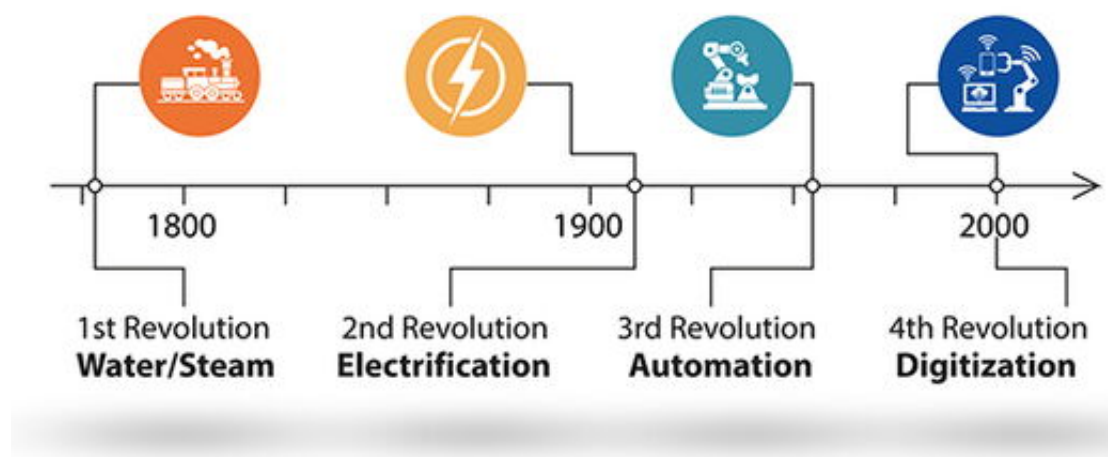 1800
1900
2000
1st Revolution
Water/Steam
2nd Revolution
Electrification
3rd Revolution
Automation
4th Revolution
Digitization